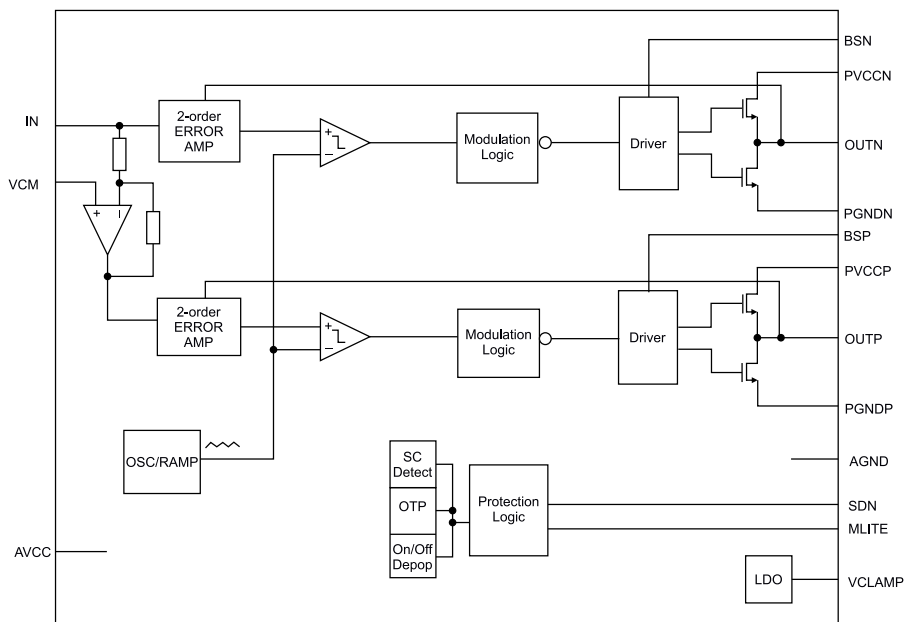 BSN
PVCCN
IN
2-order
ERROR
AMP
+
−
Modulation
Logic
Driver
OUTN
VCM
+
−
PGNDN
BSP
PVCCP
2-order
ERROR
AMP
+
−
Modulation
Logic
Driver
OUTP
PGNDP
OSC/RAMP
SC
Detect
OTP
On/Off
Depop
Protection
Logic
AGND
SDN
MLITE
AVCC
LDO
VCLAMP